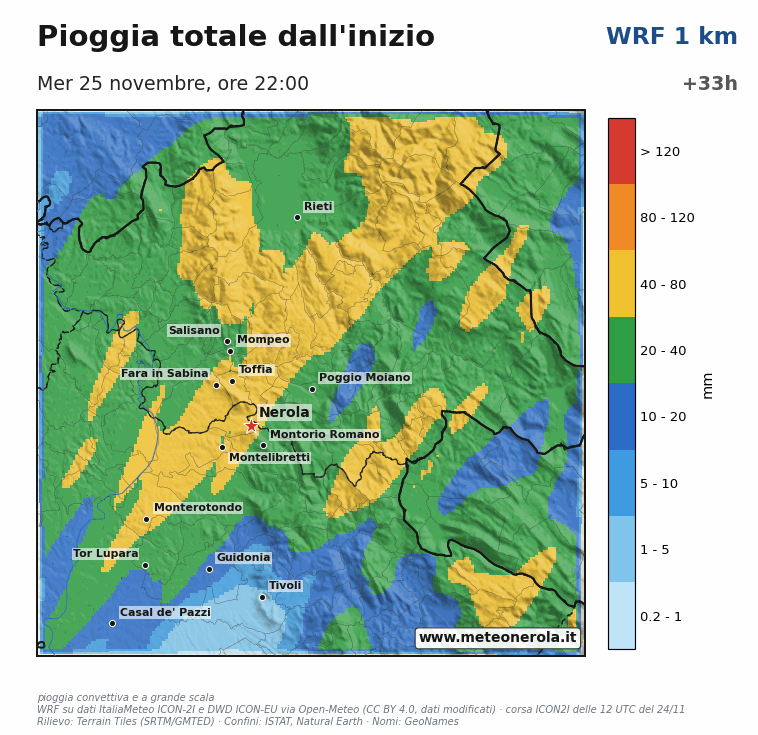 Pioggia totale dall'inizio
WRF 1 km
Mer 25 novembre, ore 22:00
+33h
> 120
80 - 120
40 - 80
20 - 40
10 - 20
5 - 10
1 - 5
0.2 - 1
mm
Rieti
Salisano
Mompeo
Fara in Sabina
Toffia
Poggio Moiano
Nerola
Montorio Romano
Montelibretti
Monterotondo
Tor Lupara
Guidonia
Tivoli
Casal de' Pazzi
www.meteonerola.it
pioggia convettiva e a grande scala
WRF su dati ItaliaMeteo ICON-2I e DWD ICON-EU via Open-Meteo (CC BY 4.0, dati modificati) · corsa ICON2I delle 12 UTC del 24/11
Rilievo: Terrain Tiles (SRTM/GMTED) · Confini: ISTAT, Natural Earth · Nomi: GeoNames